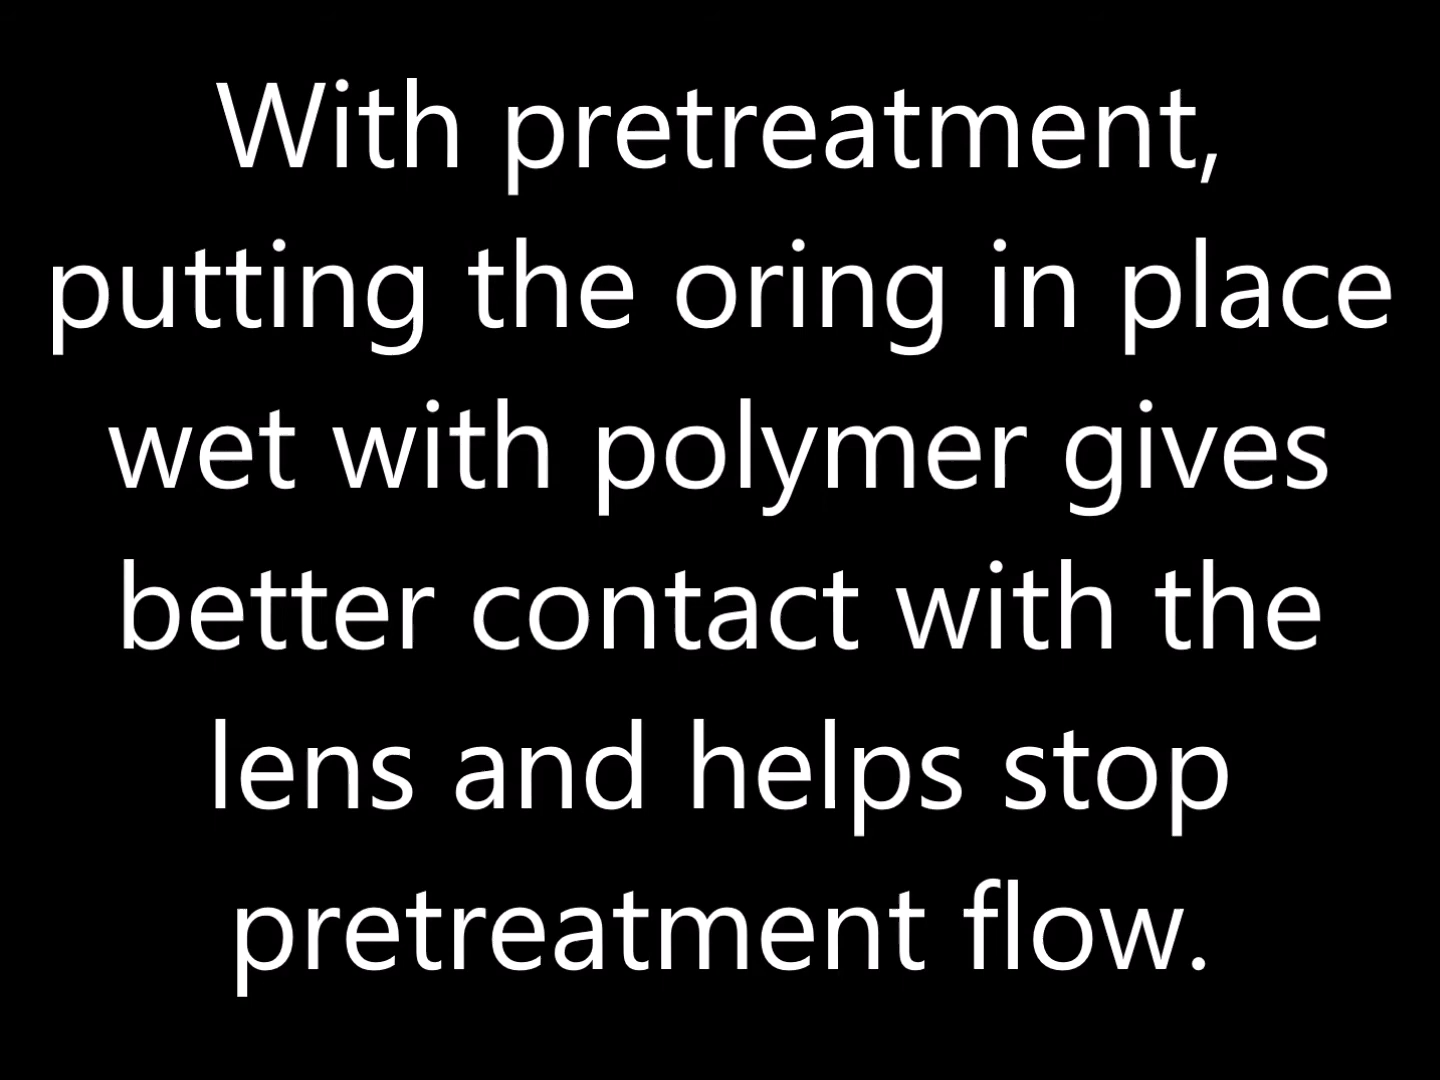 With pretreatment,
putting the oring in place
wet with polymer gives
better contact with the
lens and helps stop
pretreatment flow.